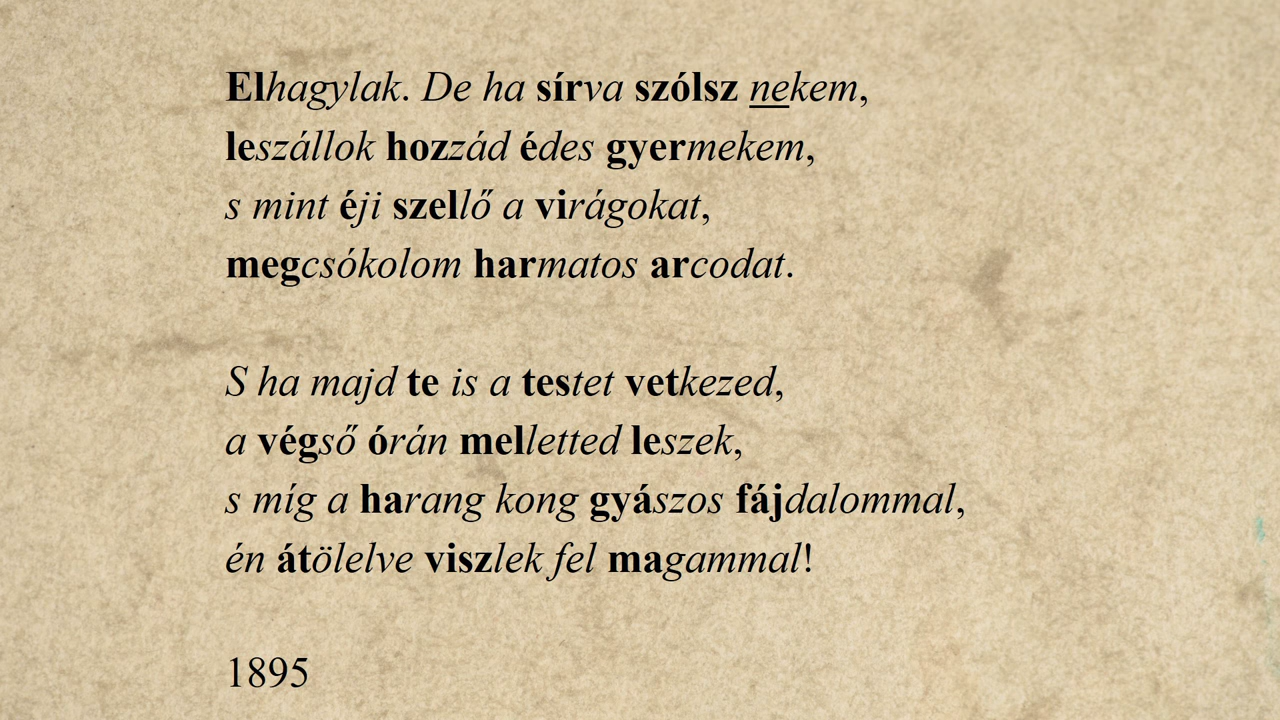 Elhagylak. De ha sírva szólsz nekem,
leszállok hozzád édes gyermekem,
s mint éji szellő a virágokat,
megcsókolom harmatos arcodat.
S ha majd te is a testet vetkezed,
a végső órán melletted leszek,
s míg a harang kong gyászos fájdalommal,
én átölelve viszlek fel magammal!
1895